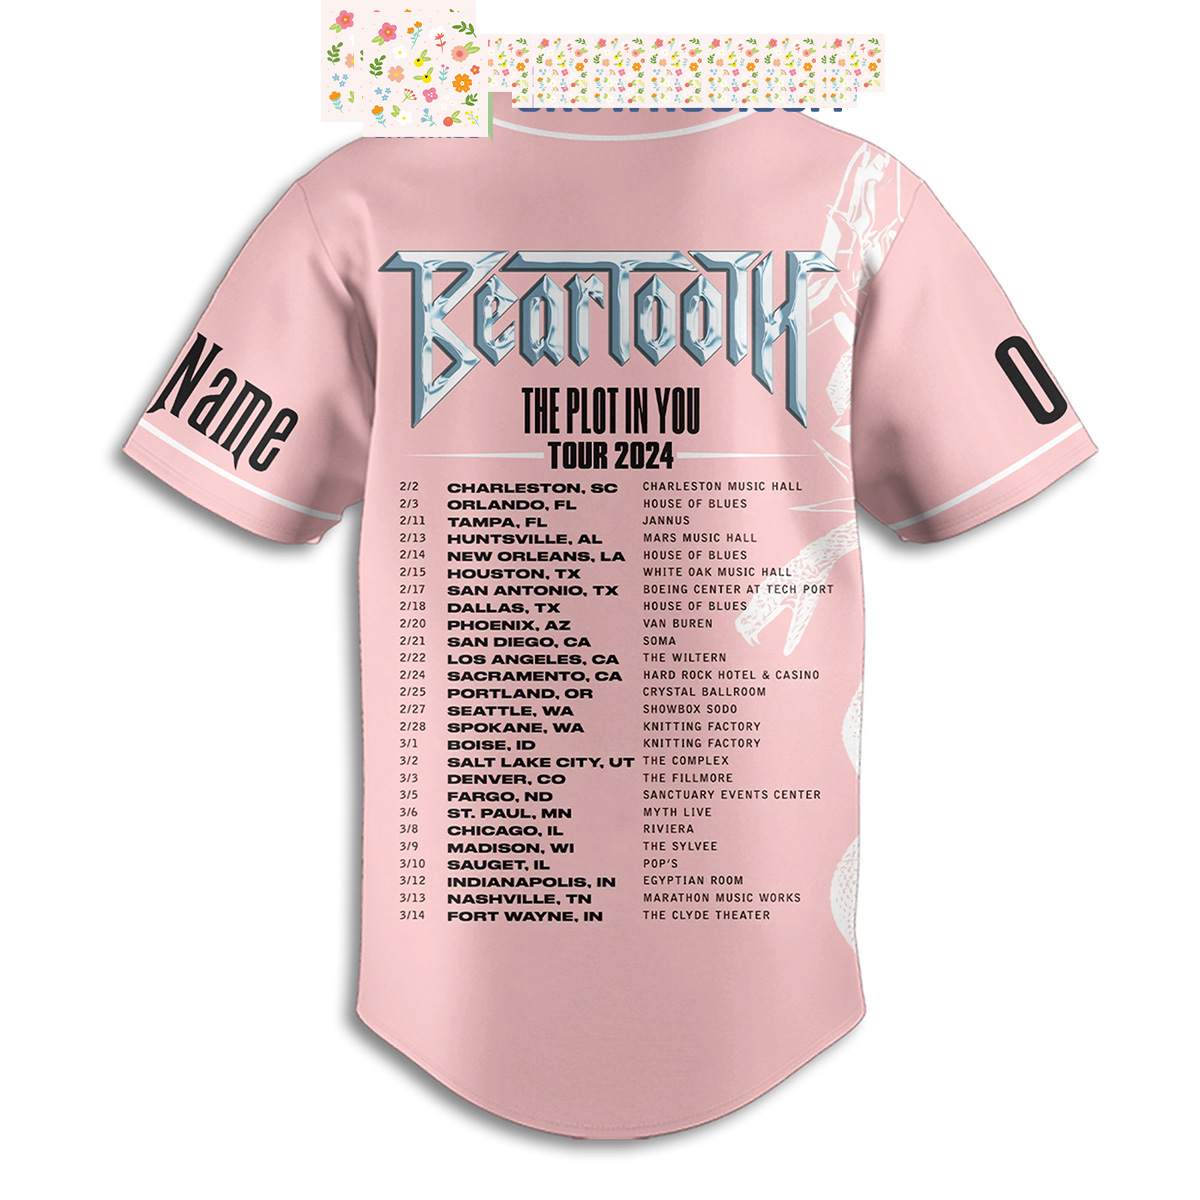 BearTooth
THE PLOT IN YOU
TOUR 2024
Name
0
2/2 CHARLESTON, SC CHARLESTON MUSIC HALL
2/3 ORLANDO, FL HOUSE OF BLUES
2/11 TAMPA, FL JANNUS
2/13 HUNTSVILLE, AL MARS MUSIC HALL
2/14 NEW ORLEANS, LA HOUSE OF BLUES
2/15 HOUSTON, TX WHITE OAK MUSIC HALL
2/17 SAN ANTONIO, TX BOEING CENTER AT TECH PORT
2/18 DALLAS, TX HOUSE OF BLUES
2/20 PHOENIX, AZ VAN BUREN
2/21 SAN DIEGO, CA SOMA
2/22 LOS ANGELES, CA THE WILTERN
2/24 SACRAMENTO, CA HARD ROCK HOTEL & CASINO
2/25 PORTLAND, OR CRYSTAL BALLROOM
2/27 SEATTLE, WA SHOWBOX SODO
2/28 SPOKANE, WA KNITTING FACTORY
3/1 BOISE, ID KNITTING FACTORY
3/2 SALT LAKE CITY, UT THE COMPLEX
3/3 DENVER, CO THE FILLMORE
3/5 FARGO, ND SANCTUARY EVENTS CENTER
3/6 ST. PAUL, MN MYTH LIVE
3/8 CHICAGO, IL RIVIERA
3/9 MADISON, WI THE SYLVEE
3/10 SAUGET, IL POP'S
3/12 INDIANAPOLIS, IN EGYPTIAN ROOM
3/13 NASHVILLE, TN MARATHON MUSIC WORKS
3/14 FORT WAYNE, IN THE CLYDE THEATER